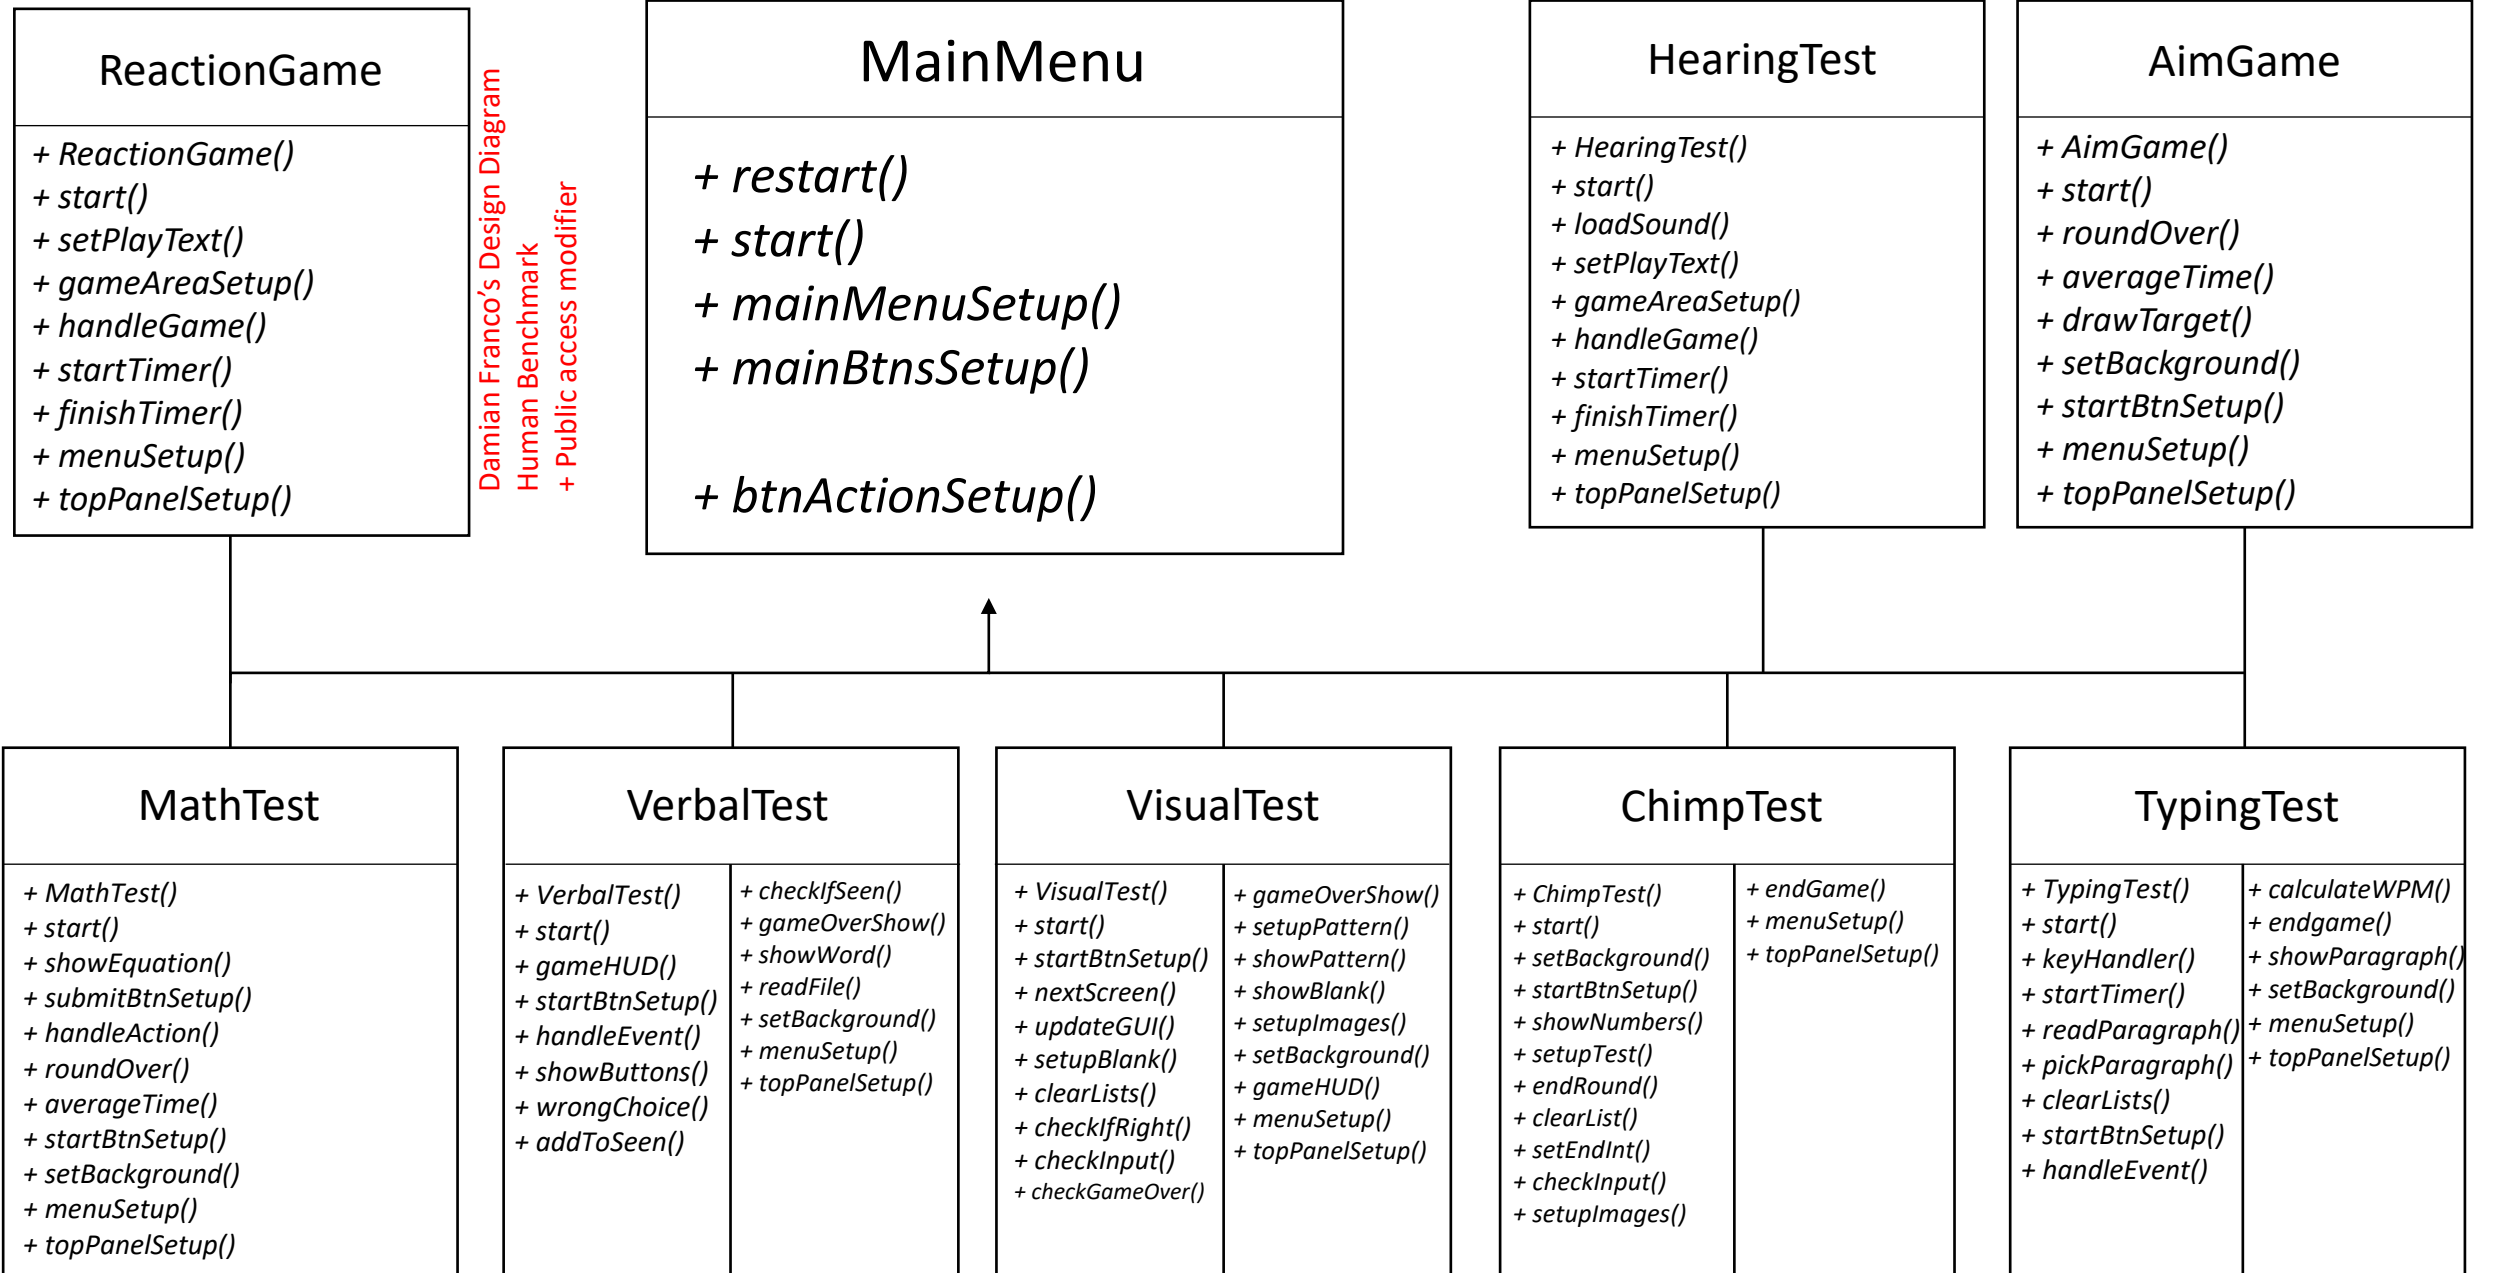 ReactionGame
+ ReactionGame()
+ start()
+ setPlayText()
+ gameAreaSetup()
+ handleGame()
+ startTimer()
+ finishTimer()
+ menuSetup()
+ topPanelSetup()
Damian Franco’s Design Diagram
Human Benchmark
+ Public access modifier
MainMenu
+ restart()
+ start()
+ mainMenuSetup()
+ mainBtnsSetup()
+ btnActionSetup()
HearingTest
+ HearingTest()
+ start()
+ loadSound()
+ setPlayText()
+ gameAreaSetup()
+ handleGame()
+ startTimer()
+ finishTimer()
+ menuSetup()
+ topPanelSetup()
AimGame
+ AimGame()
+ start()
+ roundOver()
+ averageTime()
+ drawTarget()
+ setBackground()
+ startBtnSetup()
+ menuSetup()
+ topPanelSetup()
MathTest
+ MathTest()
+ start()
+ showEquation()
+ submitBtnSetup()
+ handleAction()
+ roundOver()
+ averageTime()
+ startBtnSetup()
+ setBackground()
+ menuSetup()
+ topPanelSetup()
VerbalTest
+ VerbalTest()
+ start()
+ gameHUD()
+ startBtnSetup()
+ handleEvent()
+ showButtons()
+ wrongChoice()
+ addToSeen()
+ checkIfSeen()
+ gameOverShow()
+ showWord()
+ readFile()
+ setBackground()
+ menuSetup()
+ topPanelSetup()
VisualTest
+ VisualTest()
+ start()
+ startBtnSetup()
+ nextScreen()
+ updateGUI()
+ setupBlank()
+ clearLists()
+ checkIfRight()
+ checkInput()
+ checkGameOver()
+ gameOverShow()
+ setupPattern()
+ showPattern()
+ showBlank()
+ setupImages()
+ setBackground()
+ gameHUD()
+ menuSetup()
+ topPanelSetup()
ChimpTest
+ ChimpTest()
+ start()
+ setBackground()
+ startBtnSetup()
+ showNumbers()
+ setupTest()
+ endRound()
+ clearList()
+ setEndInt()
+ checkInput()
+ setupImages()
+ endGame()
+ menuSetup()
+ topPanelSetup()
TypingTest
+ TypingTest()
+ start()
+ keyHandler()
+ startTimer()
+ readParagraph()
+ pickParagraph()
+ clearLists()
+ startBtnSetup()
+ handleEvent()
+ calculateWPM()
+ endgame()
+ showParagraph()
+ setBackground()
+ menuSetup()
+ topPanelSetup()